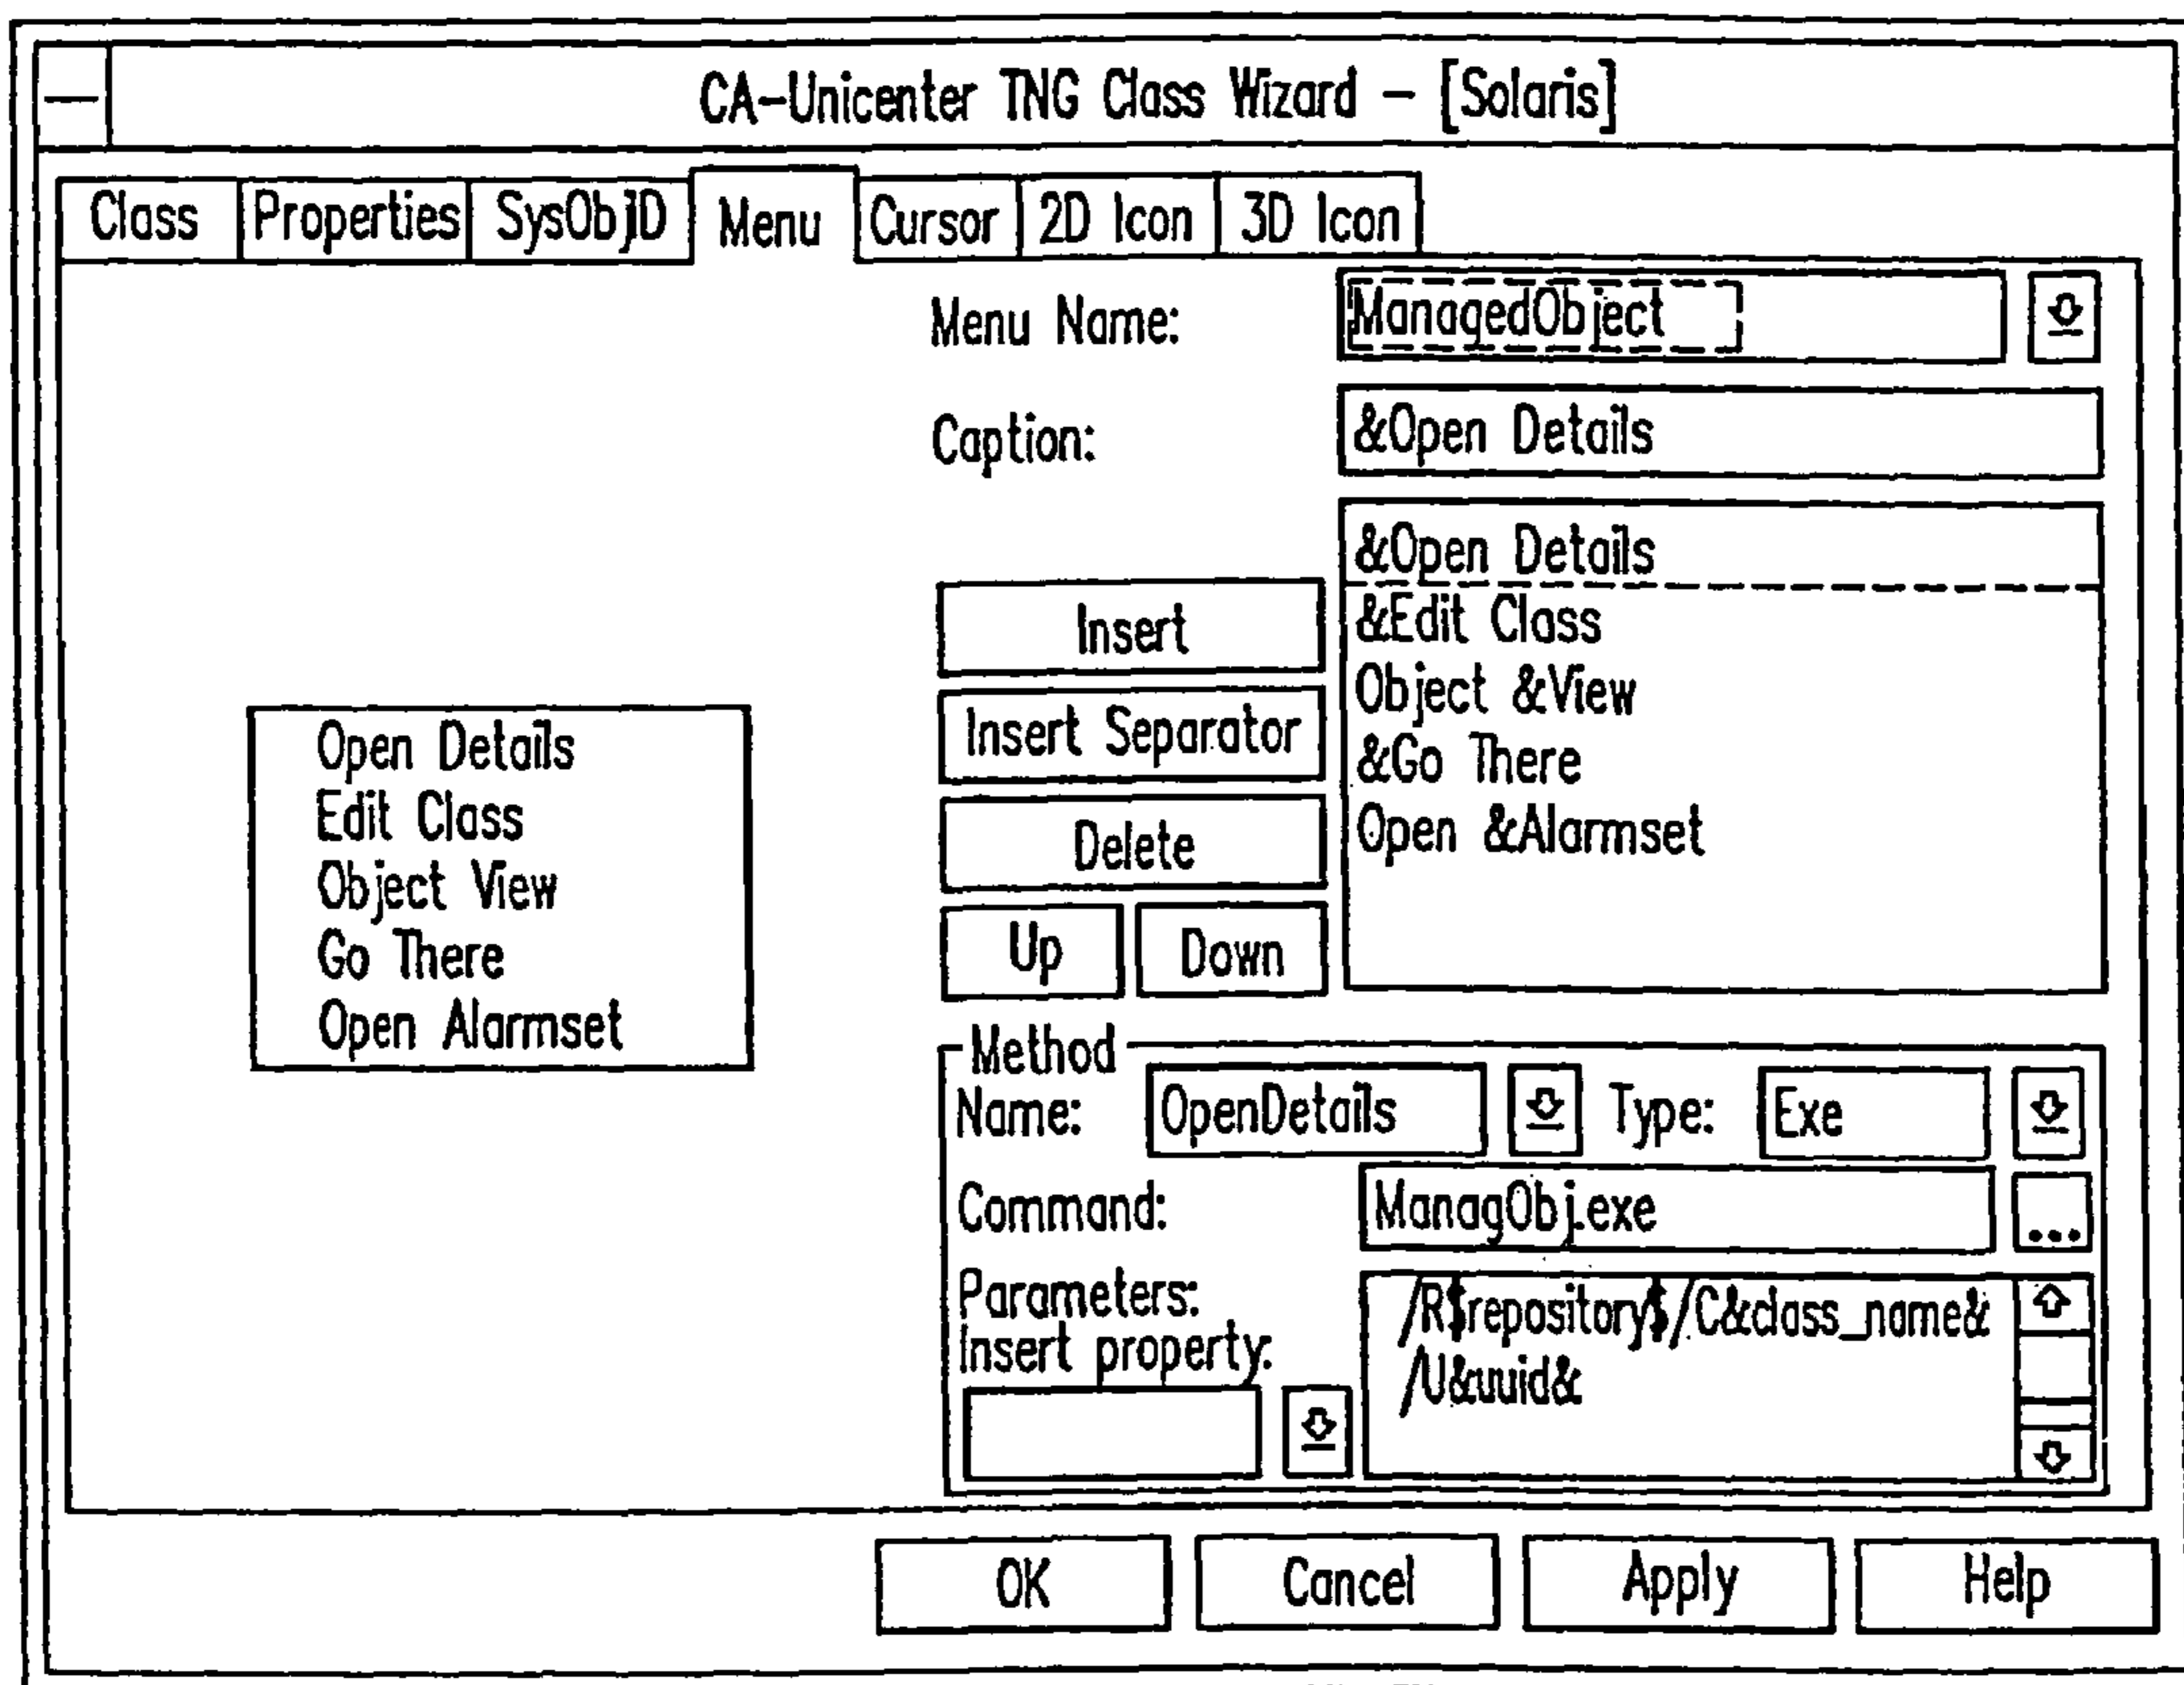 CA-Unicenter TNG Class Wizard – [Solaris]
Class Properties SysObjID Menu Cursor 2D Icon 3D Icon
Menu Name: ManagedObject
Caption: &Open Details
&Open Details
&Edit Class
Object &View
&Go There
Open &Alarmset
Insert
Insert Separator
Delete
Up Down
Open Details
Edit Class
Object View
Go There
Open Alarmset
Method
Name: OpenDetails Type: Exe
Command: ManagObj.exe ...
Parameters:
Insert property:
/R$repository$/C&class_name&
/U&uuid&
OK Cancel Apply Help